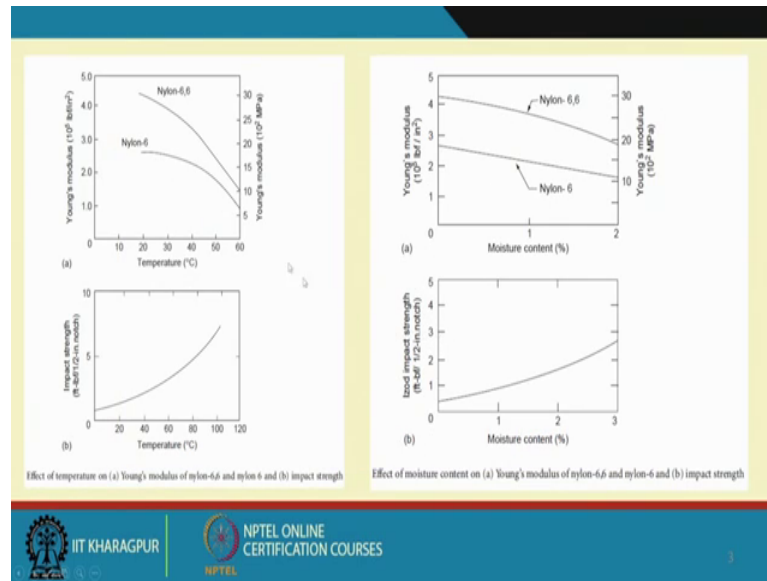 5.0
4.0
3.0
2.0
1.0
0
Young's modulus (10⁵ lbf/in²)
Nylon-6,6
Nylon-6
30
25
20
15
10
5
Young's modulus (10² MPa)
10 20 30 40 50 60
Temperature (°C)
(a)
10
5
0
Impact strength
(ft-lbf/1/2-in.notch)
20 40 60 80 100 120
Temperature (°C)
(b)
Effect of temperature on (a) Young's modulus of nylon-6,6 and nylon 6 and (b) impact strength
5
4
3
2
1
0
Young's modulus
(10⁵ lbf / in²)
Nylon- 6,6
Nylon- 6
30
20
10
Young's modulus
(10² MPa)
1 2
Moisture content (%)
(a)
5
4
3
2
1
0
Izod impact strength
(ft-bf/ 1/2-in.notch)
1 2 3
Moisture content (%)
(b)
Effect of moisture content on (a) Young's modulus of nylon-6,6 and nylon-6 and (b) impact strength
IIT KHARAGPUR
NPTEL
NPTEL ONLINE
CERTIFICATION COURSES
3